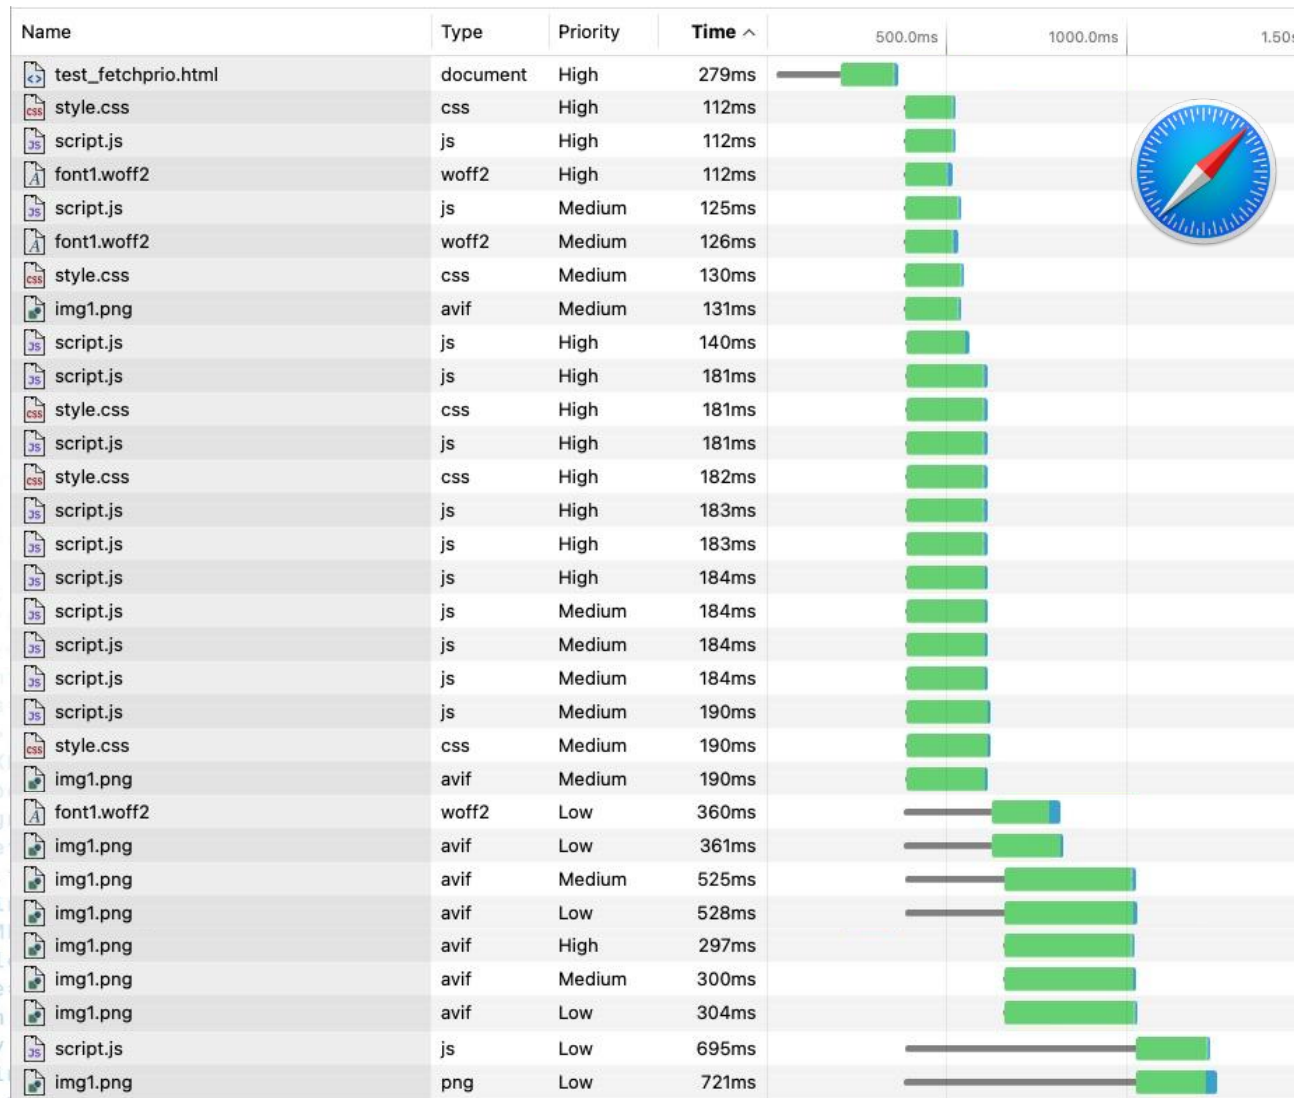 Name Type Priority Time 500.0ms 1000.0ms 1.50s
test_fetchprio.html document High 279ms
style.css css High 112ms
script.js js High 112ms
font1.woff2 woff2 High 112ms
script.js js Medium 125ms
font1.woff2 woff2 Medium 126ms
style.css css Medium 130ms
img1.png avif Medium 131ms
script.js js High 140ms
script.js js High 181ms
style.css css High 181ms
script.js js High 181ms
style.css css High 182ms
script.js js High 183ms
script.js js High 183ms
script.js js High 184ms
script.js js Medium 184ms
script.js js Medium 184ms
script.js js Medium 184ms
script.js js Medium 190ms
style.css css Medium 190ms
img1.png avif Medium 190ms
font1.woff2 woff2 Low 360ms
img1.png avif Low 361ms
img1.png avif Medium 525ms
img1.png avif Low 528ms
img1.png avif High 297ms
img1.png avif Medium 300ms
img1.png avif Low 304ms
script.js js Low 695ms
img1.png png Low 721ms